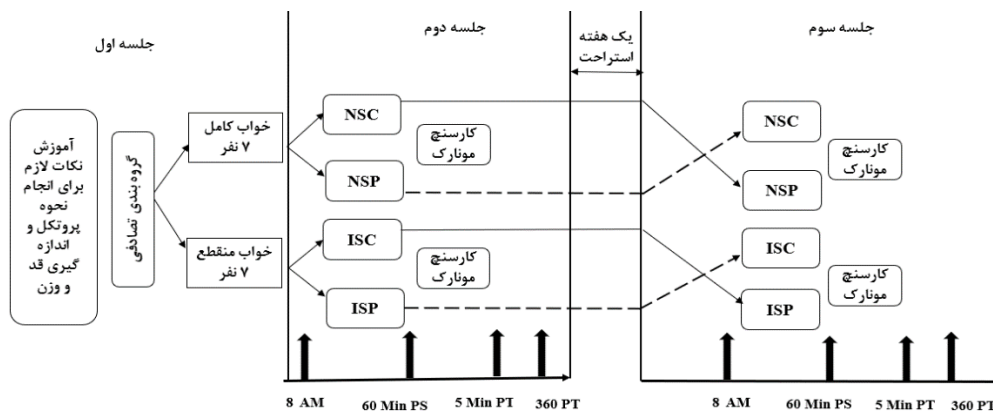 جلسه اول
جلسه دوم
یک هفته
استراحت
جلسه سوم
آموزش
نکات لازم
برای انجام
نحوه
پروتکل و
اندازه
گیری قد
و وزن
گروه بندی تصادفی
خواب کامل
۷ نفر
خواب منقطع
۷ نفر
NSC
NSP
ISC
ISP
کارسنج
مونارک
کارسنج
مونارک
NSC
NSP
ISC
ISP
کارسنج
مونارک
کارسنج
مونارک
8 AM
60 Min PS
5 Min PT
360 PT
8 AM
60 Min PS
5 Min PT
360 PT